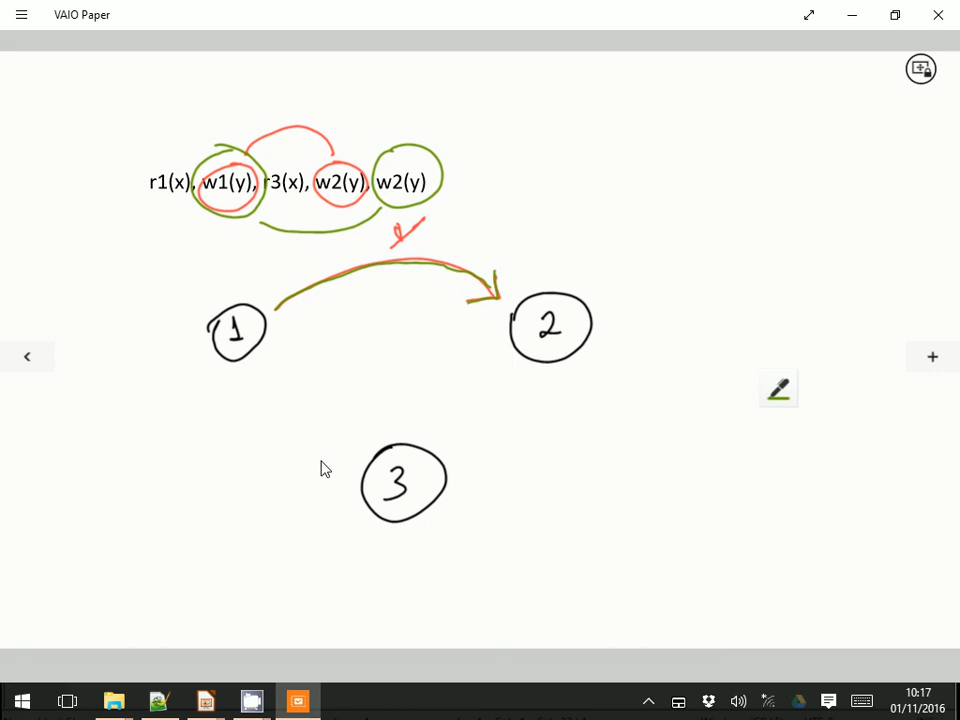 VAIO Paper
r1(x), w1(y), r3(x), w2(y), w2(y)
1
2
3
10:17
01/11/2016